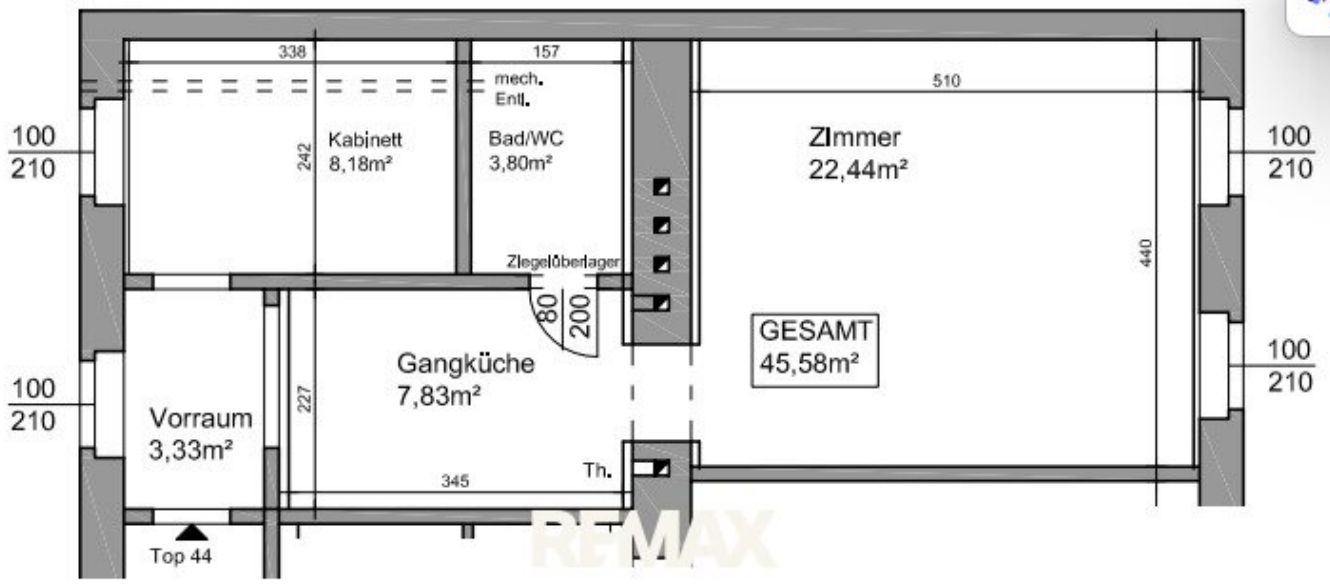 338
157
510
mech.
Entl.
100
210
Kabinett
8,18m²
242
Bad/WC
3,80m²
ZImmer
22,44m²
100
210
Ziegelüberlager
440
80
200
GESAMT
45,58m²
100
210
Gangküche
7,83m²
227
100
210
Vorraum
3,33m²
Th.
345
REMAX
Top 44